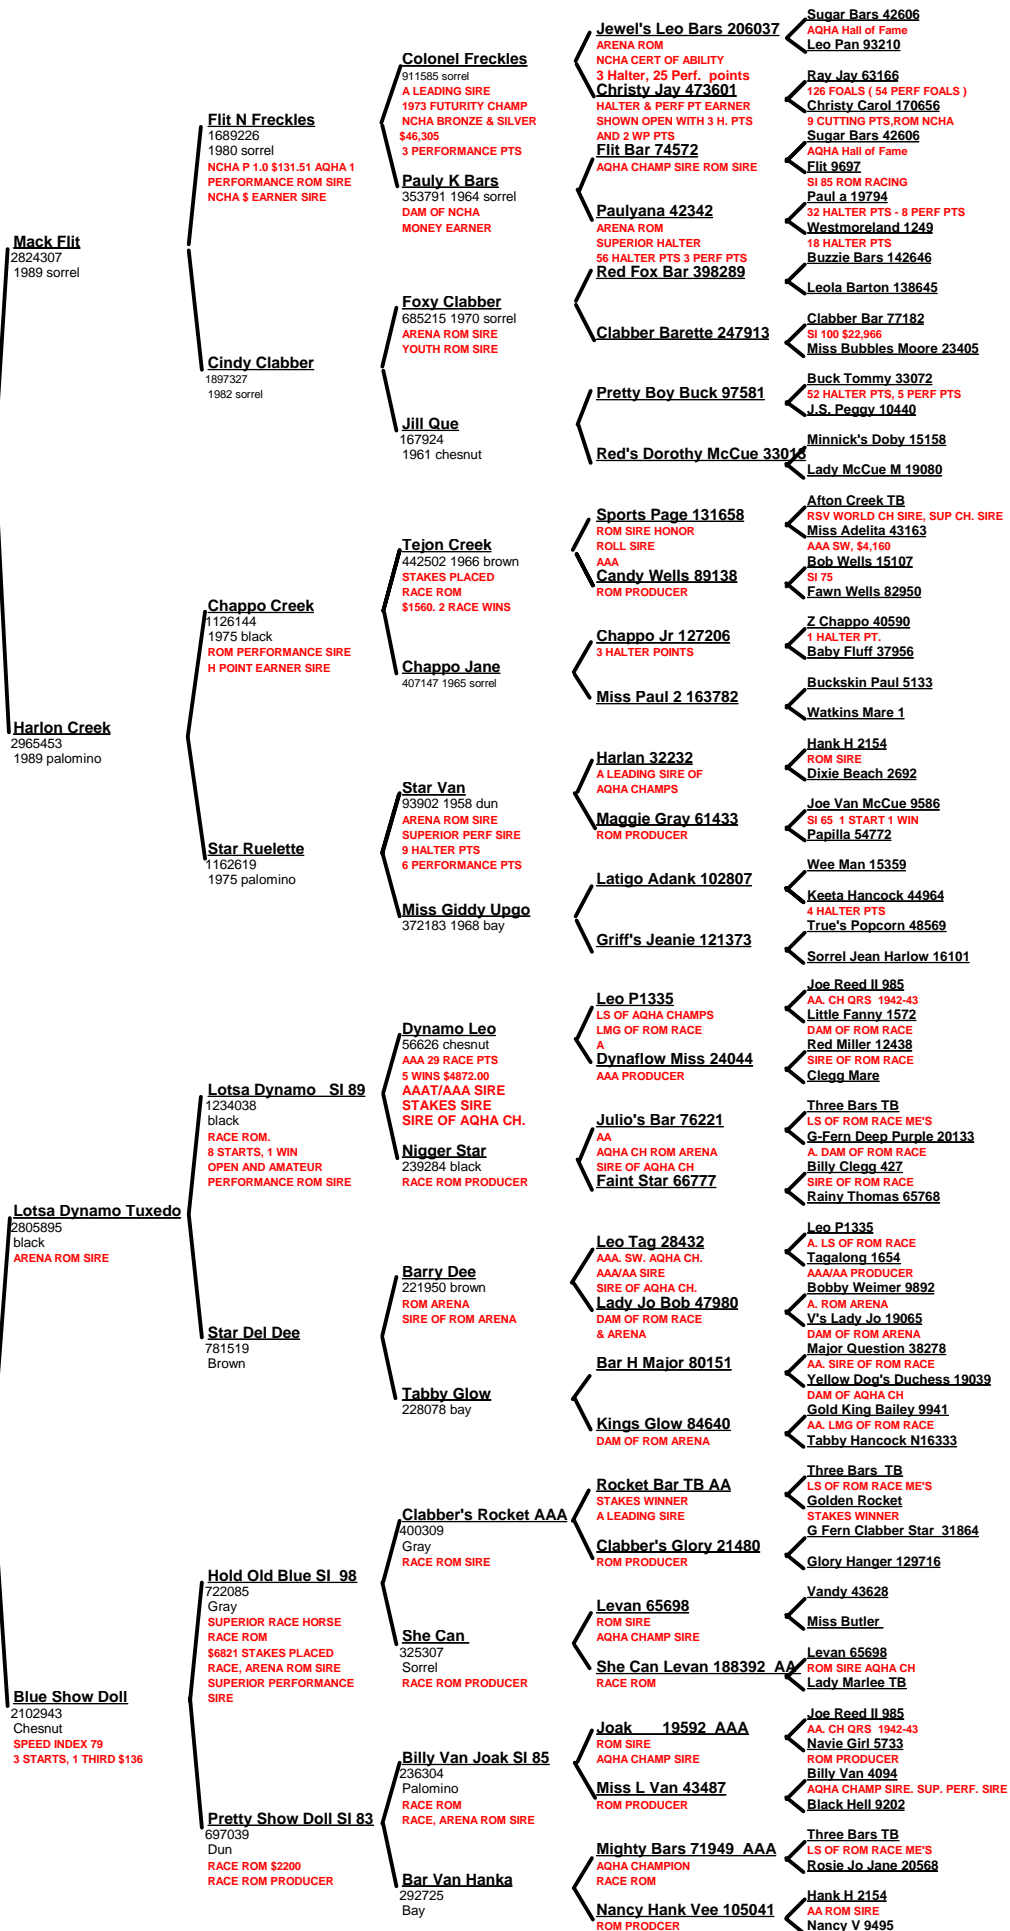 Mack Flit
2824307
1989 sorrel
Harlon Creek
2965453
1989 palomino
Lotsa Dynamo Tuxedo
2805895
black
ARENA ROM SIRE
Blue Show Doll
2102943
Chesnut
SPEED INDEX 79
3 STARTS, 1 THIRD $136
Flit N Freckles
1689226
1980 sorrel
NCHA P 1.0 $131.51 AQHA 1
PERFORMANCE ROM SIRE
NCHA $ EARNER SIRE
Cindy Clabber
1897327
1982 sorrel
Chappo Creek
1126144
1975 black
ROM PERFORMANCE SIRE
H POINT EARNER SIRE
Star Ruelette
1162619
1975 palomino
Lotsa Dynamo SI 89
1234038
black
RACE ROM.
8 STARTS, 1 WIN
OPEN AND AMATEUR
PERFORMANCE ROM SIRE
Star Del Dee
781519
Brown
Hold Old Blue SI 98
722085
Gray
SUPERIOR RACE HORSE
RACE ROM
$6821 STAKES PLACED
RACE, ARENA ROM SIRE
SUPERIOR PERFORMANCE
SIRE
Pretty Show Doll SI 83
697039
Dun
RACE ROM $2200
RACE ROM PRODUCER
Colonel Freckles
911585 sorrel
A LEADING SIRE
1973 FUTURITY CHAMP
NCHA BRONZE & SILVER
$46,305
3 PERFORMANCE PTS
Pauly K Bars
353791 1964 sorrel
DAM OF NCHA
MONEY EARNER
Foxy Clabber
685215 1970 sorrel
ARENA ROM SIRE
YOUTH ROM SIRE
Jill Que
167924
1961 chesnut
Tejon Creek
442502 1966 brown
STAKES PLACED
RACE ROM
$1560. 2 RACE WINS
Chappo Jane
407147 1965 sorrel
Star Van
93902 1958 dun
ARENA ROM SIRE
SUPERIOR PERF SIRE
9 HALTER PTS
6 PERFORMANCE PTS
Miss Giddy Upgo
372183 1968 bay
Dynamo Leo
56626 chesnut
AAA 29 RACE PTS
5 WINS $4872.00
AAAT/AAA SIRE
STAKES SIRE
SIRE OF AQHA CH.
Nigger Star
239284 black
RACE ROM PRODUCER
Barry Dee
221950 brown
ROM ARENA
SIRE OF ROM ARENA
Tabby Glow
228078 bay
Clabber's Rocket AAA
400309
Gray
RACE ROM SIRE
She Can
325307
Sorrel
RACE ROM PRODUCER
Billy Van Joak SI 85
236304
Palomino
RACE ROM
RACE, ARENA ROM SIRE
Bar Van Hanka
292725
Bay
Jewel's Leo Bars 206037
ARENA ROM
NCHA CERT OF ABILITY
3 Halter, 25 Perf. points
Christy Jay 473601
HALTER & PERF PT EARNER
SHOWN OPEN WITH 3 H. PTS
AND 2 WP PTS
Flit Bar 74572
AQHA CHAMP SIRE ROM SIRE
Paulyana 42342
ARENA ROM
SUPERIOR HALTER
56 HALTER PTS 3 PERF PTS
Red Fox Bar 398289
Clabber Barette 247913
Pretty Boy Buck 97581
Red's Dorothy McCue 33018
Sports Page 131658
ROM SIRE HONOR
ROLL SIRE
AAA
Candy Wells 89138
ROM PRODUCER
Chappo Jr 127206
3 HALTER POINTS
Miss Paul 2 163782
Harlan 32232
A LEADING SIRE OF
AQHA CHAMPS
Maggie Gray 61433
ROM PRODUCER
Latigo Adank 102807
Griff's Jeanie 121373
Leo P1335
LS OF AQHA CHAMPS
LMG OF ROM RACE
A
Dynaflow Miss 24044
AAA PRODUCER
Julio's Bar 76221
AA
AQHA CH ROM ARENA
SIRE OF AQHA CH
Faint Star 66777
Leo Tag 28432
AAA. SW. AQHA CH.
AAA/AA SIRE
SIRE OF AQHA CH.
Lady Jo Bob 47980
DAM OF ROM RACE
& ARENA
Bar H Major 80151
Kings Glow 84640
DAM OF ROM ARENA
Rocket Bar TB AA
STAKES WINNER
A LEADING SIRE
Clabber's Glory 21480
ROM PRODUCER
Levan 65698
ROM SIRE
AQHA CHAMP SIRE
She Can Levan 188392 AA
RACE ROM
Joak 19592 AAA
ROM SIRE
AQHA CHAMP SIRE
Miss L Van 43487
ROM PRODUCER
Mighty Bars 71949 AAA
AQHA CHAMPION
RACE ROM
Nancy Hank Vee 105041
ROM PRODCER
Sugar Bars 42606
AQHA Hall of Fame
Leo Pan 93210
Ray Jay 63166
126 FOALS ( 54 PERF FOALS )
Christy Carol 170656
9 CUTTING PTS,ROM NCHA
Sugar Bars 42606
AQHA Hall of Fame
Flit 9697
SI 85 ROM RACING
Paul a 19794
32 HALTER PTS - 8 PERF PTS
Westmoreland 1249
18 HALTER PTS
Buzzie Bars 142646
Leola Barton 138645
Clabber Bar 77182
SI 100 $22,966
Miss Bubbles Moore 23405
Buck Tommy 33072
52 HALTER PTS, 5 PERF PTS
J.S. Peggy 10440
Minnick's Doby 15158
Lady McCue M 19080
Afton Creek TB
RSV WORLD CH SIRE, SUP CH. SIRE
Miss Adelita 43163
AAA SW, $4,160
Bob Wells 15107
SI 75
Fawn Wells 82950
Z Chappo 40590
1 HALTER PT.
Baby Fluff 37956
Buckskin Paul 5133
Watkins Mare 1
Hank H 2154
ROM SIRE
Dixie Beach 2692
Joe Van McCue 9586
SI 65 1 START 1 WIN
Papilla 54772
Wee Man 15359
Keeta Hancock 44964
4 HALTER PTS
True's Popcorn 48569
Sorrel Jean Harlow 16101
Joe Reed II 985
AA. CH QRS 1942-43
Little Fanny 1572
DAM OF ROM RACE
Red Miller 12438
SIRE OF ROM RACE
Clegg Mare
Three Bars TB
LS OF ROM RACE ME'S
G-Fern Deep Purple 20133
A. DAM OF ROM RACE
Billy Clegg 427
SIRE OF ROM RACE
Rainy Thomas 65768
Leo P1335
A. LS OF ROM RACE
Tagalong 1654
AAA/AA PRODUCER
Bobby Weimer 9892
A. ROM ARENA
V's Lady Jo 19065
DAM OF ROM ARENA
Major Question 38278
AA. SIRE OF ROM RACE
Yellow Dog's Duchess 19039
DAM OF AQHA CH
Gold King Bailey 9941
AA. LMG OF ROM RACE
Tabby Hancock N16333
Three Bars TB
LS OF ROM RACE ME'S
Golden Rocket
STAKES WINNER
G Fern Clabber Star 31864
Glory Hanger 129716
Vandy 43628
Miss Butler
Levan 65698
ROM SIRE AQHA CH
Lady Marlee TB
Joe Reed II 985
AA. CH QRS 1942-43
Navie Girl 5733
ROM PRODUCER
Billy Van 4094
AQHA CHAMP SIRE. SUP. PERF. SIRE
Black Hell 9202
Three Bars TB
LS OF ROM RACE ME'S
Rosie Jo Jane 20568
Hank H 2154
AA ROM SIRE
Nancy V 9495